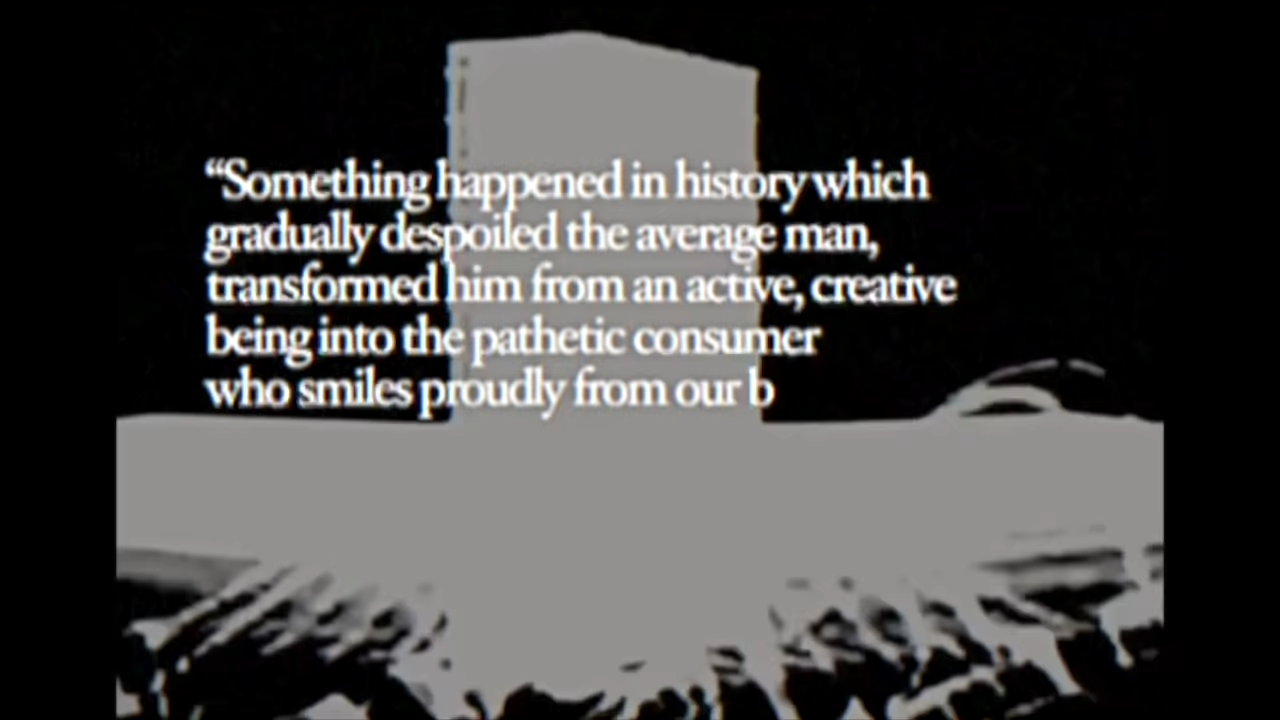 “Something happened in history which
gradually despoiled the average man,
transformed him from an active, creative
being into the pathetic consumer
who smiles proudly from our b